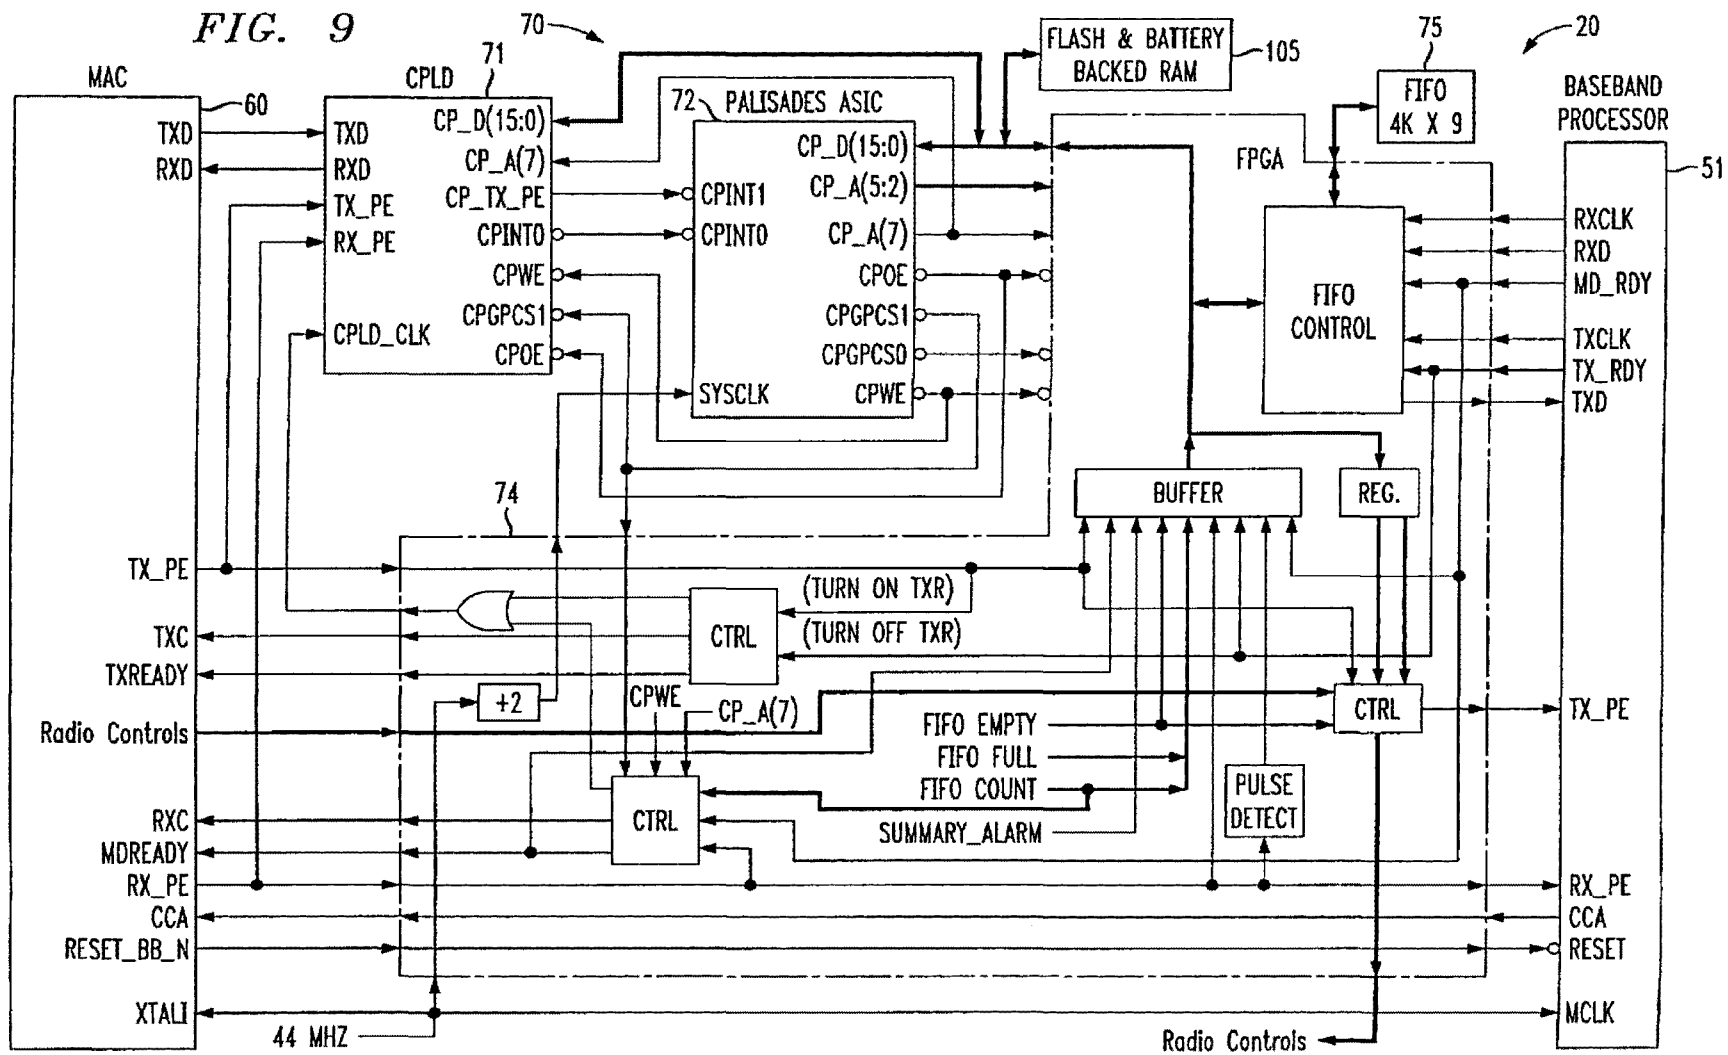 FIG. 9
70
20
MAC
60
CPLD
71
TXD
RXD
TXD
RXD
TX_PE
RX_PE
CPLD_CLK
CP_D(15:0)
CP_A(7)
CP_TX_PE
CPINT0
CPWE
CPGPCS1
CPOE
72
PALISADES ASIC
CPINT1
CPINT0
SYSCLK
CP_D(15:0)
CP_A(5:2)
CP_A(7)
CPOE
CPGPCS1
CPGPCS0
CPWE
FLASH & BATTERY
BACKED RAM
105
75
FIFO
4K X 9
FPGA
FIFO
CONTROL
BASEBAND
PROCESSOR
51
RXCLK
RXD
MD_RDY
TXCLK
TX_RDY
TXD
BUFFER
REG.
74
TX_PE
TXC
TXREADY
Radio Controls
RXC
MDREADY
RX_PE
CCA
RESET_BB_N
XTALI
44 MHZ
(TURN ON TXR)
CTRL
(TURN OFF TXR)
+2
CPWE
CP_A(7)
CTRL
FIFO EMPTY
FIFO FULL
FIFO COUNT
SUMMARY_ALARM
PULSE
DETECT
CTRL
TX_PE
RX_PE
CCA
RESET
MCLK
Radio Controls